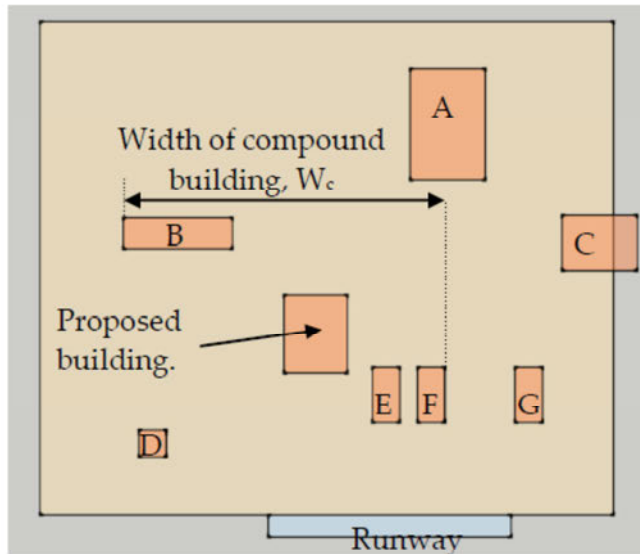 A
Width of compound
building, Wc
B
C
Proposed
building.
E
F
G
D
Runway